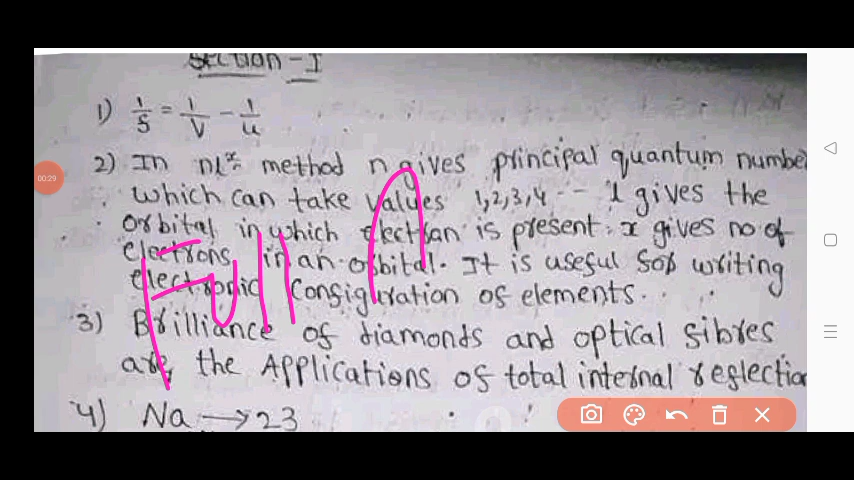 Section - I
1) 1/5 = 1/V - 1/u
2) In nlˣ method n gives principal quantum number
which can take values 1,2,3,4 - l gives the
orbital in which electron is present. x gives no of
electrons in an orbital. It is useful for writing
electronic configuration of elements.
3) Brilliance of diamonds and optical fibres
are the Applications of total internal reflection
4) Na → 23
00:29
Full